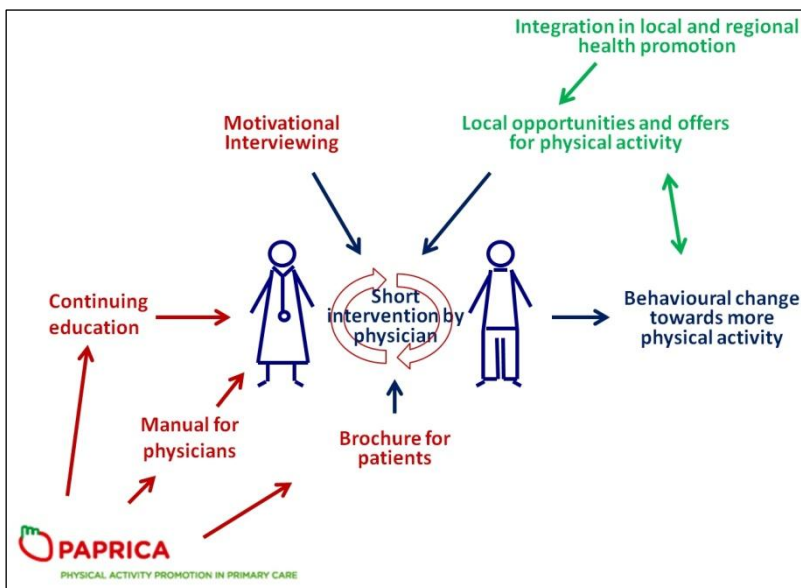 Integration in local and regional
health promotion
Motivational
Interviewing
Local opportunities and offers
for physical activity
Continuing
education
Short
intervention by
physician
Behavioural change
towards more
physical activity
Manual for
physicians
Brochure for
patients
PAPRICA
PHYSICAL ACTIVITY PROMOTION IN PRIMARY CARE